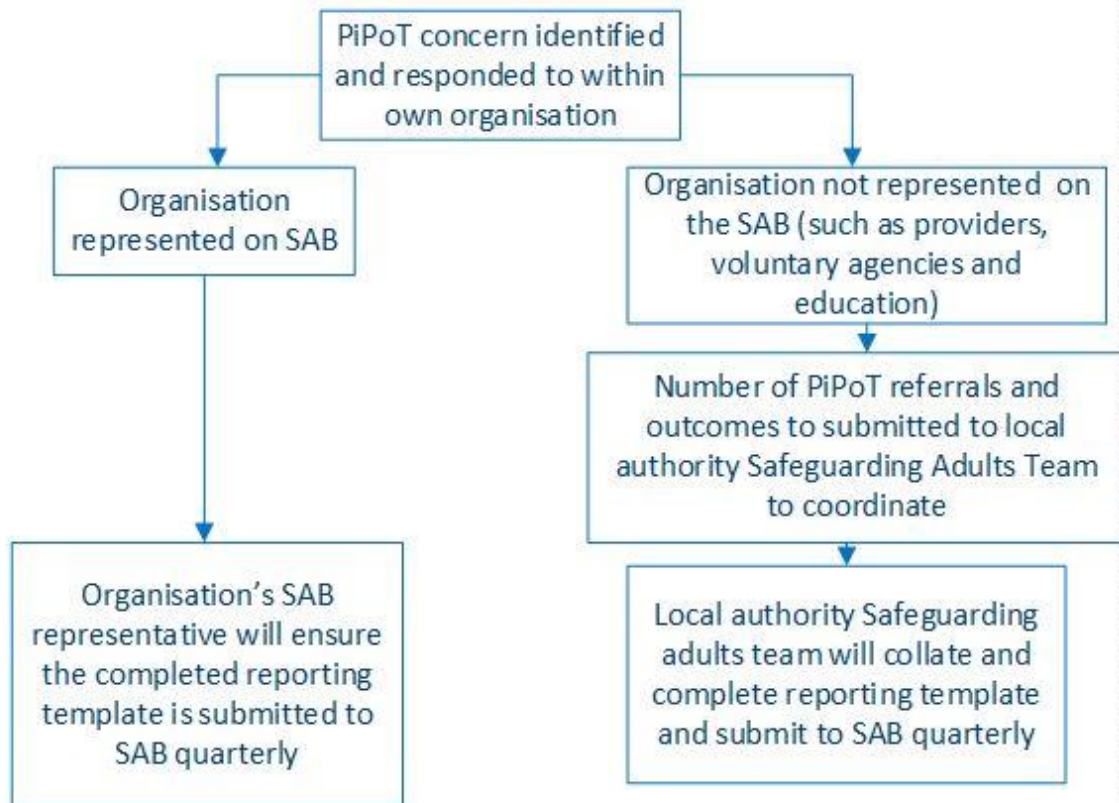 PiPoT concern identified
and responded to within
own organisation
Organisation
represented on SAB
Organisation not represented on
the SAB (such as providers,
voluntary agencies and
education)
Number of PiPoT referrals and
outcomes to submitted to local
authority Safeguarding Adults Team
to coordinate
Organisation’s SAB
representative will ensure
the completed reporting
template is submitted to
SAB quarterly
Local authority Safeguarding
adults team will collate and
complete reporting template
and submit to SAB quarterly